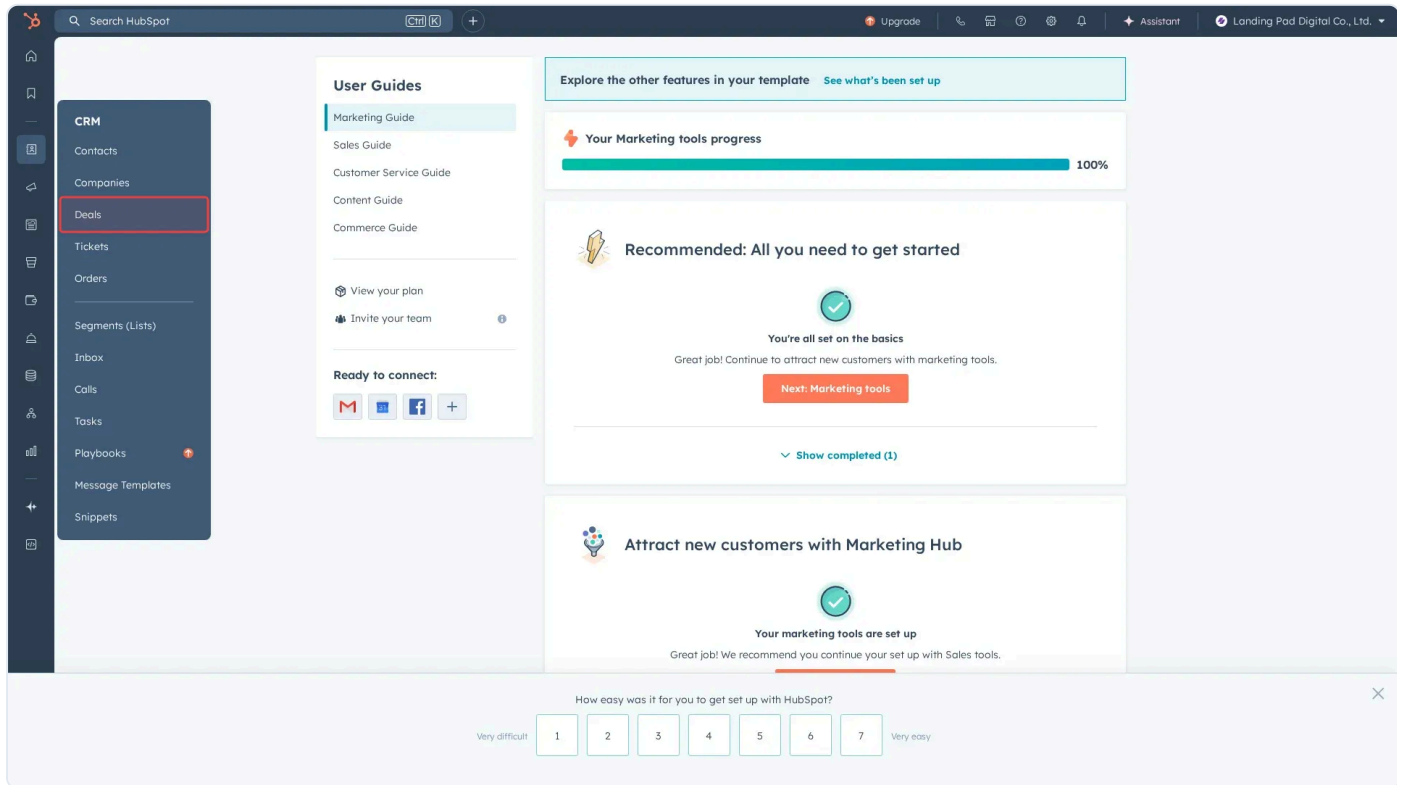 Search HubSpot
Ctrl K
Upgrade
Assistant
Landing Pad Digital Co., Ltd.
CRM
Contacts
Companies
Deals
Tickets
Orders
Segments (Lists)
Inbox
Calls
Tasks
Playbooks
Message Templates
Snippets
User Guides
Marketing Guide
Sales Guide
Customer Service Guide
Content Guide
Commerce Guide
View your plan
Invite your team
Ready to connect:
Explore the other features in your template See what's been set up
Your Marketing tools progress
100%
Recommended: All you need to get started
You're all set on the basics
Great job! Continue to attract new customers with marketing tools.
Next: Marketing tools
Show completed (1)
Attract new customers with Marketing Hub
Your marketing tools are set up
Great job! We recommend you continue your set up with Sales tools.
How easy was it for you to get set up with HubSpot?
Very difficult 1 2 3 4 5 6 7 Very easy